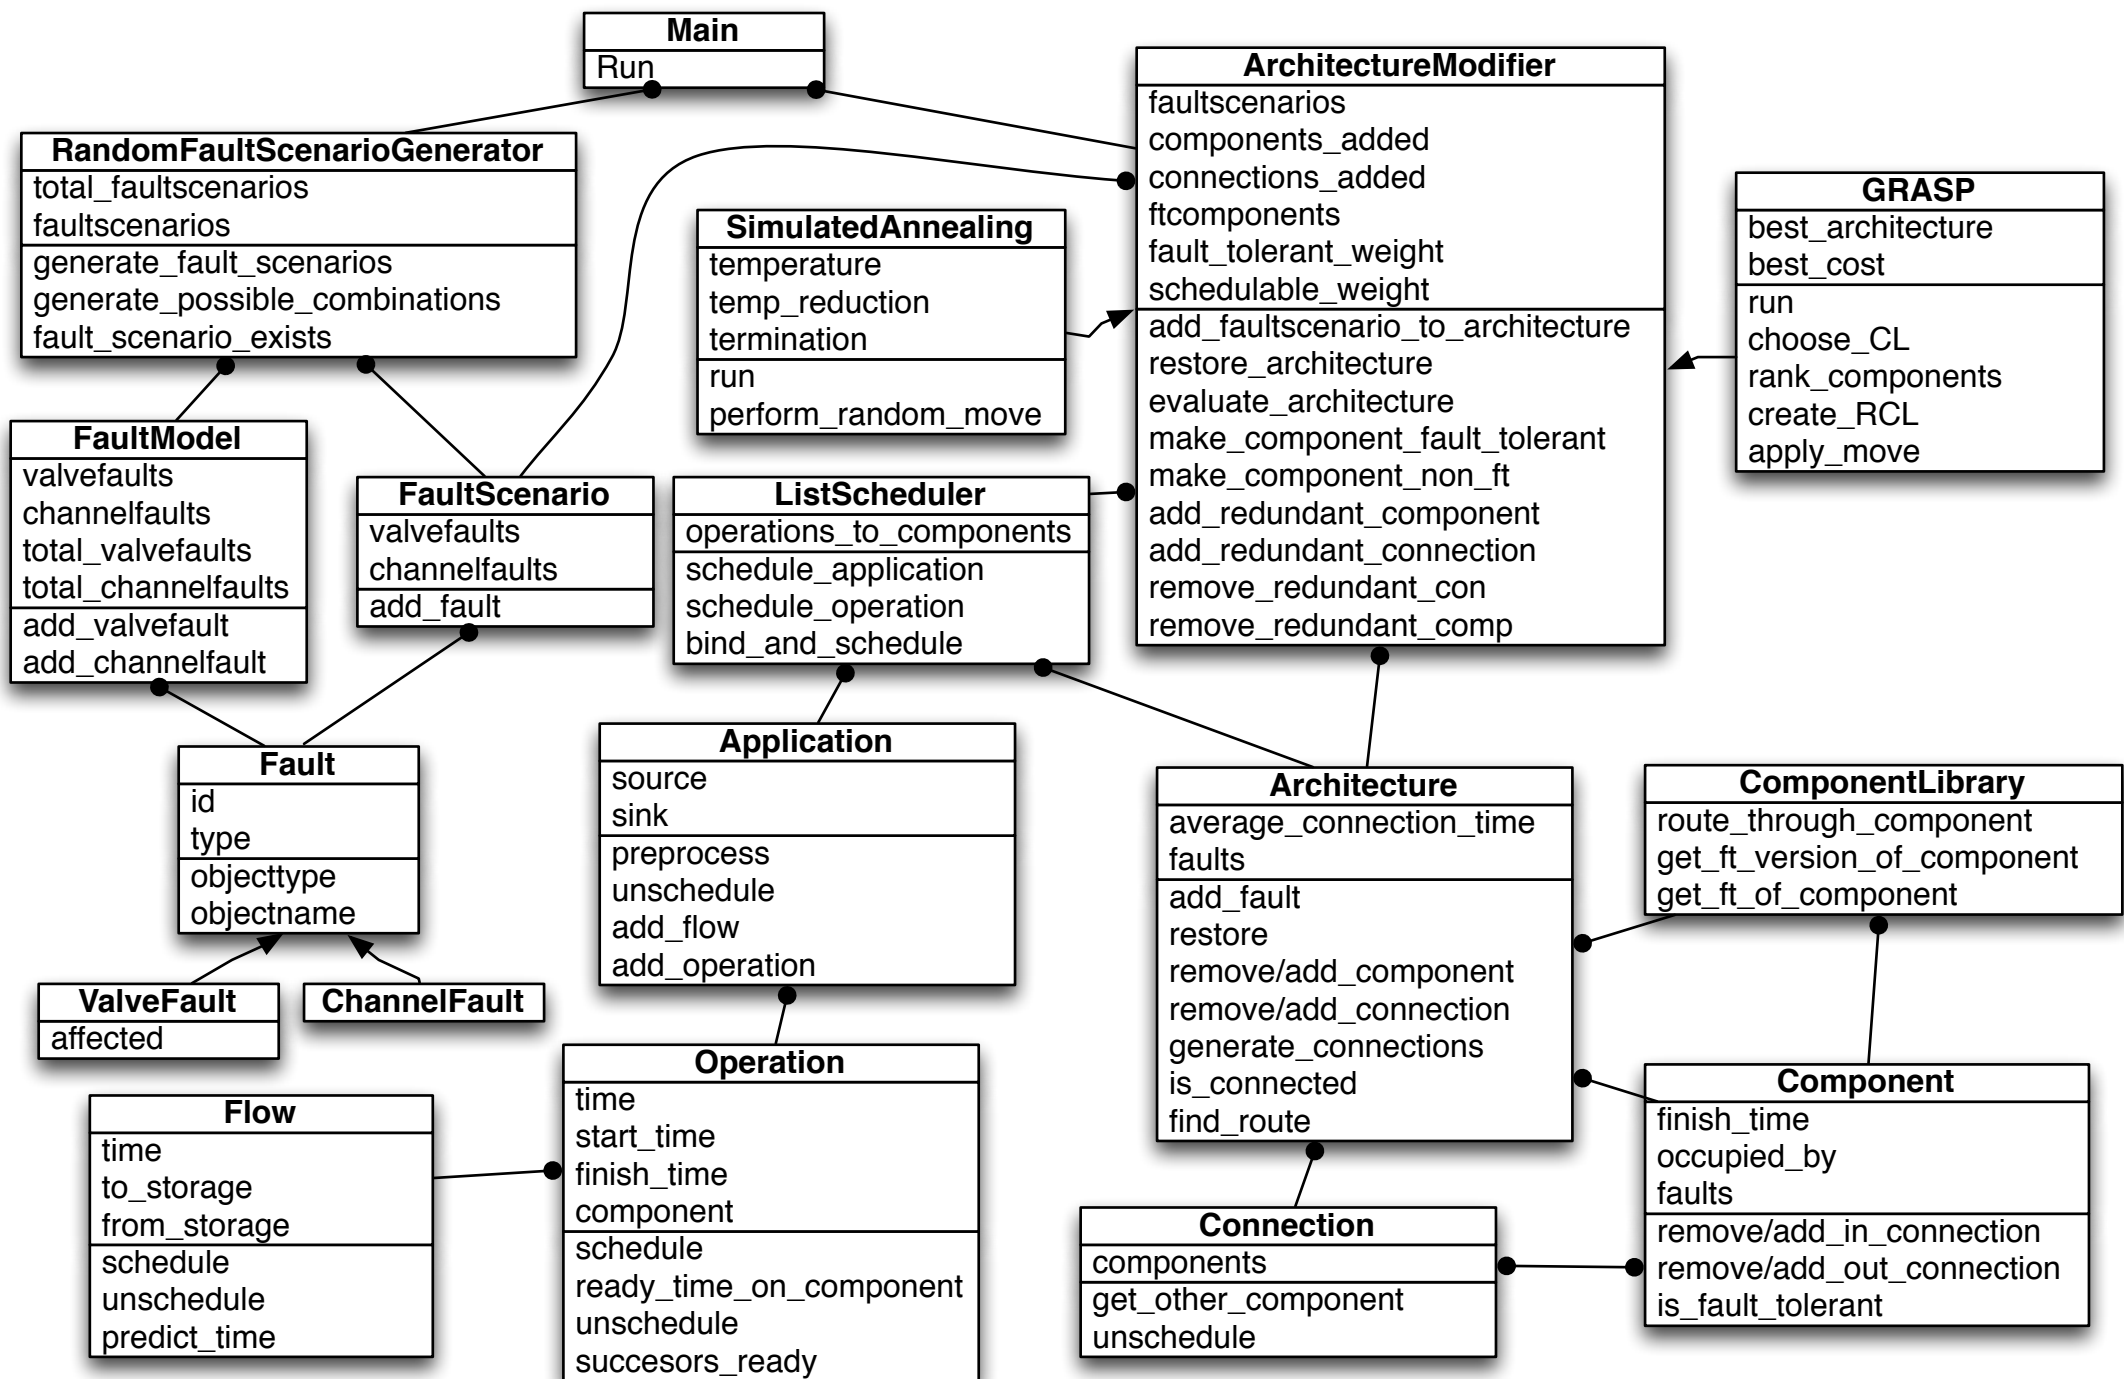 Main
Run
ArchitectureModifier
faultscenarios
components_added
connections_added
ftcomponents
fault_tolerant_weight
schedulable_weight
add_faultscenario_to_architecture
restore_architecture
evaluate_architecture
make_component_fault_tolerant
make_component_non_ft
add_redundant_component
add_redundant_connection
remove_redundant_con
remove_redundant_comp
RandomFaultScenarioGenerator
total_faultscenarios
faultscenarios
generate_fault_scenarios
generate_possible_combinations
fault_scenario_exists
SimulatedAnnealing
temperature
temp_reduction
termination
run
perform_random_move
GRASP
best_architecture
best_cost
run
choose_CL
rank_components
create_RCL
apply_move
FaultModel
valvefaults
channelfaults
total_valvefaults
total_channelfaults
add_valvefault
add_channelfault
FaultScenario
valvefaults
channelfaults
add_fault
ListScheduler
operations_to_components
schedule_application
schedule_operation
bind_and_schedule
Fault
id
type
objecttype
objectname
Application
source
sink
preprocess
unschedule
add_flow
add_operation
Architecture
average_connection_time
faults
add_fault
restore
remove/add_component
remove/add_connection
generate_connections
is_connected
find_route
ComponentLibrary
route_through_component
get_ft_version_of_component
get_ft_of_component
ValveFault
affected
ChannelFault
Operation
time
start_time
finish_time
component
schedule
ready_time_on_component
unschedule
succesors_ready
Component
finish_time
occupied_by
faults
remove/add_in_connection
remove/add_out_connection
is_fault_tolerant
Flow
time
to_storage
from_storage
schedule
unschedule
predict_time
Connection
components
get_other_component
unschedule